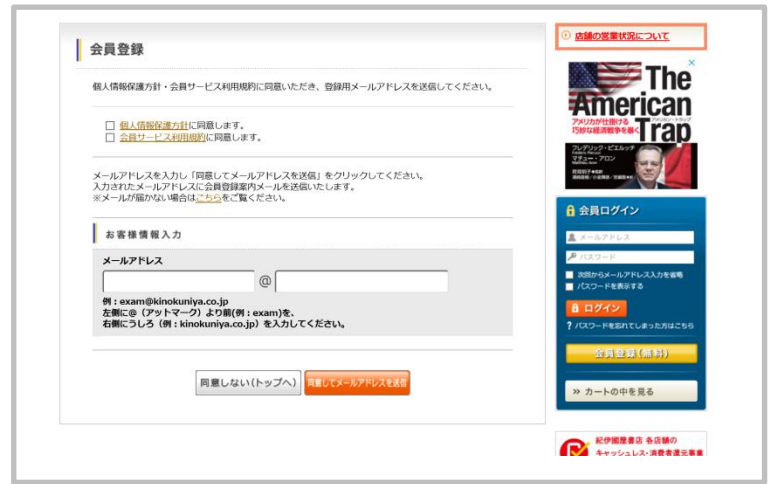 会員登録
個人情報保護方針・会員サービス利用規約に同意いただき、登録用メールアドレスを送信してください。
個人情報保護方針に同意します。
会員サービス利用規約に同意します。
メールアドレスを入力し「同意してメールアドレスを送信」をクリックしてください。
入力されたメールアドレスに会員登録案内メールを送信いたします。
※メールが届かない場合はこちらをご覧ください。
お客様情報入力
メールアドレス
@
例：exam@kinokuniya.co.jp
左側に@（アットマーク）より前(例：exam)を、
右側にうしろ（例：kinokuniya.co.jp）を入力してください。
同意しない(トップへ)
同意してメールアドレスを送信
店舗の営業状況について
The
American
アメリカが仕掛ける
巧妙な経済戦争を暴く
Trap
アメリカン・トラップ
フレデリック・ピエルッチ
マチュー・アロン
会員ログイン
メールアドレス
パスワード
次回からメールアドレス入力を省略
パスワードを表示する
ログイン
? パスワードを忘れてしまった方はこちら
会員登録(無料)
» カートの中を見る
紀伊國屋書店 各店舗の
キャッシュレス・消費者還元事業